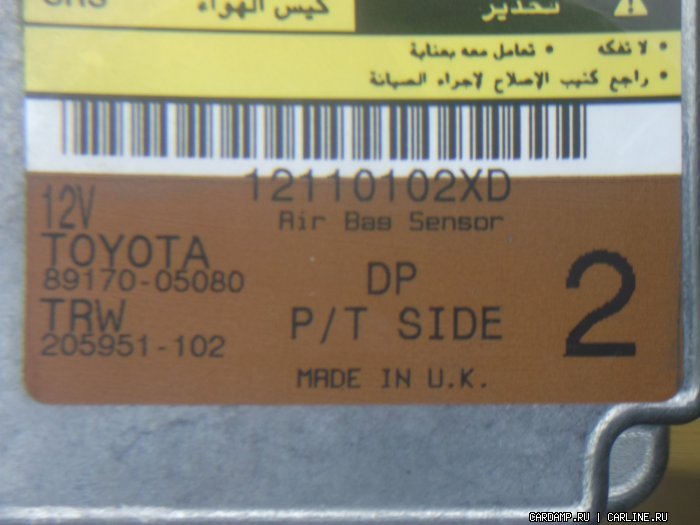 SRS كيس الهواء تحذير
• لا تفكه • تعامل معه بعناية
• راجع كتيب الإصلاح لإجراء الصيانة
12110102XD
12V
Air Bag Sensor
TOYOTA
89170-05080
DP
2
TRW
P/T SIDE
205951-102
MADE IN U.K.
CARDAMP.RU | CARLINE.RU